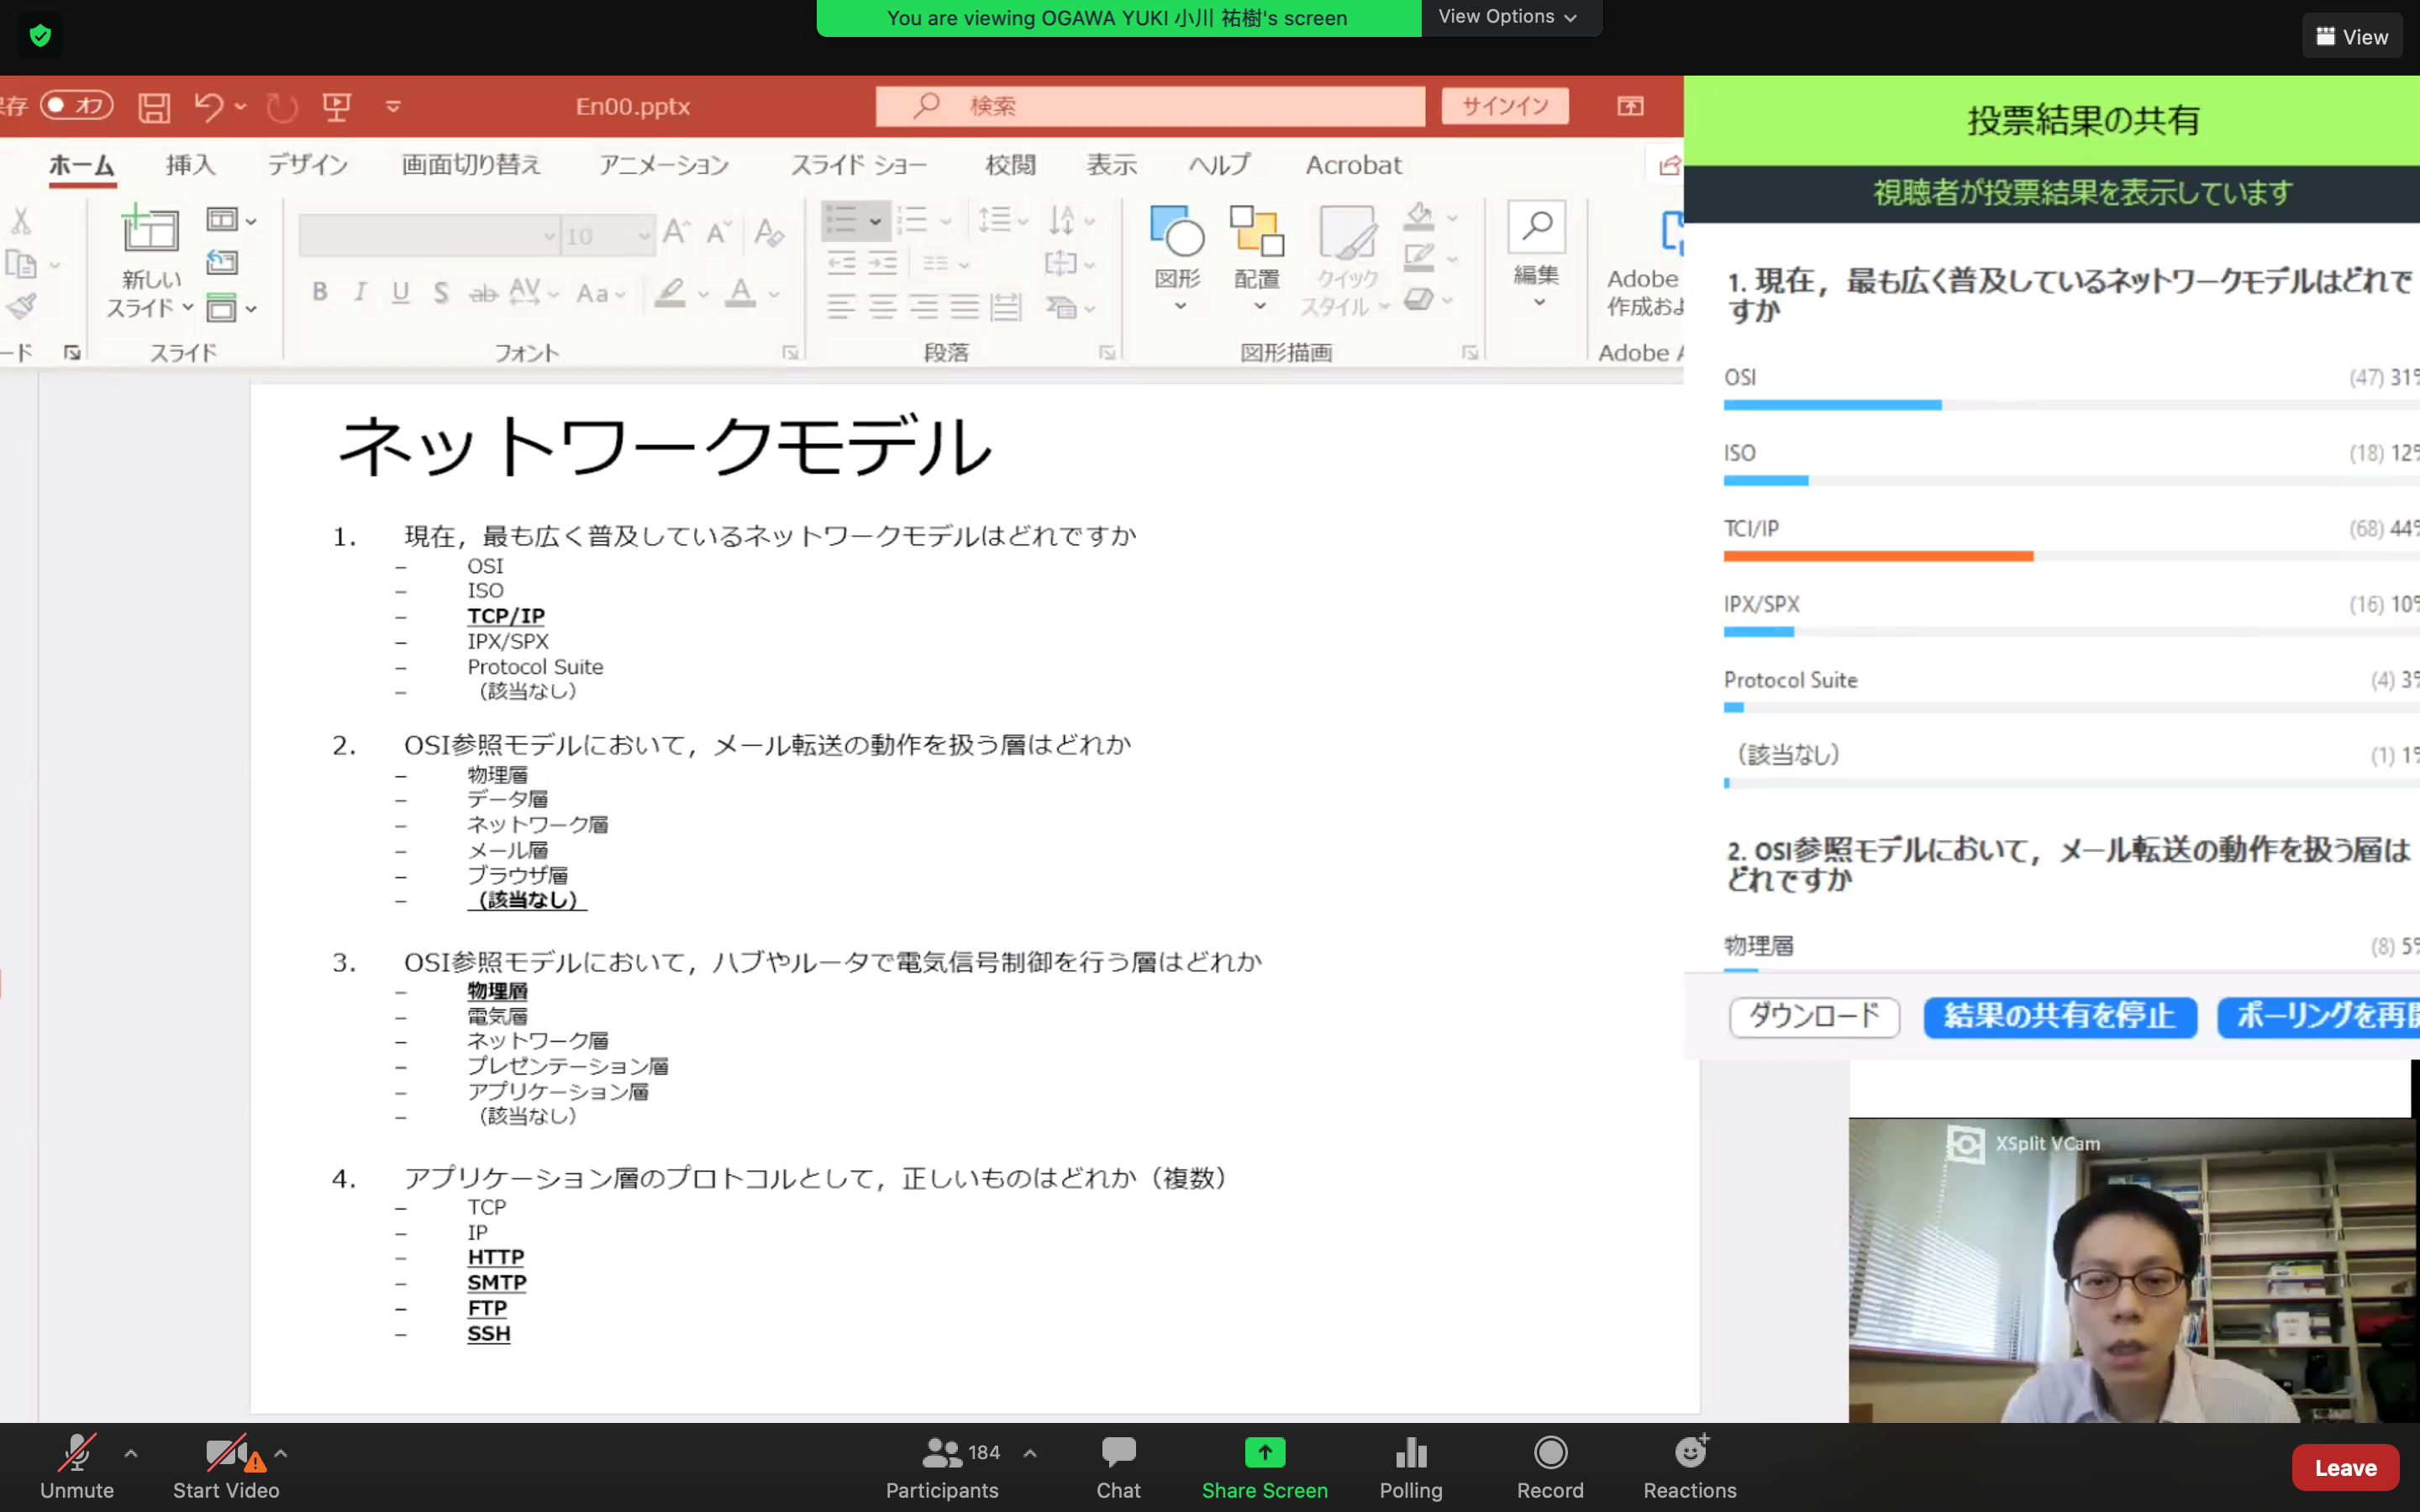 You are viewing OGAWA YUKI 小川 祐樹's screen
View Options
View
保存 オフ
En00.pptx
検索
サインイン
ホーム 挿入 デザイン 画面切り替え アニメーション スライド ショー 校閲 表示 ヘルプ Acrobat
新しい
スライド
10
図形
配置
クイック
スタイル
編集
Adobe
作成およ
ード
スライド
フォント
段落
図形描画
Adobe A
ネットワークモデル
1. 現在，最も広く普及しているネットワークモデルはどれですか
– OSI
– ISO
– TCP/IP
– IPX/SPX
– Protocol Suite
– （該当なし）
2. OSI参照モデルにおいて，メール転送の動作を扱う層はどれか
– 物理層
– データ層
– ネットワーク層
– メール層
– ブラウザ層
– （該当なし）
3. OSI参照モデルにおいて，ハブやルータで電気信号制御を行う層はどれか
– 物理層
– 電気層
– ネットワーク層
– プレゼンテーション層
– アプリケーション層
– （該当なし）
4. アプリケーション層のプロトコルとして，正しいものはどれか（複数）
– TCP
– IP
– HTTP
– SMTP
– FTP
– SSH
投票結果の共有
視聴者が投票結果を表示しています
1. 現在，最も広く普及しているネットワークモデルはどれで
すか
OSI (47) 31%
ISO (18) 12%
TCI/IP (68) 44%
IPX/SPX (16) 10%
Protocol Suite (4) 3%
（該当なし） (1) 1%
2. OSI参照モデルにおいて，メール転送の動作を扱う層は
どれですか
物理層 (8) 5%
ダウンロード 結果の共有を停止 ポーリングを再開
XSplit VCam
Unmute
Start Video
184
Participants
Chat
Share Screen
Polling
Record
Reactions
Leave